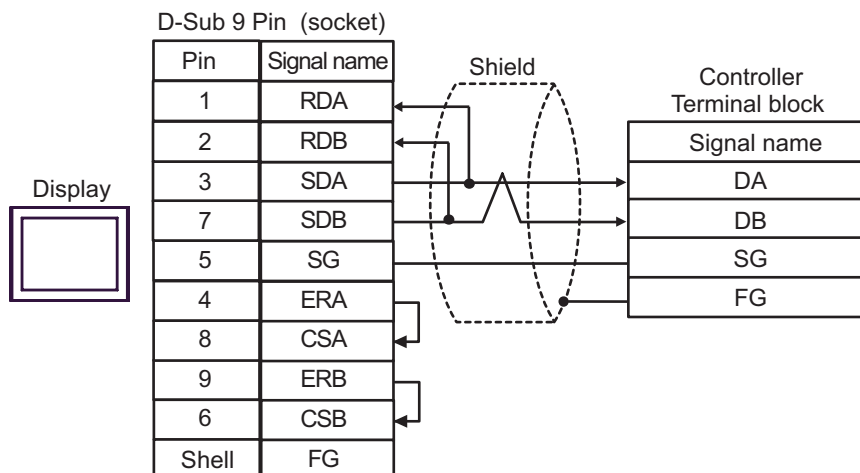 D-Sub 9 Pin (socket)
Pin Signal name
1 RDA
2 RDB
3 SDA
7 SDB
5 SG
4 ERA
8 CSA
9 ERB
6 CSB
Shell FG
Display
Shield
Controller
Terminal block
Signal name
DA
DB
SG
FG